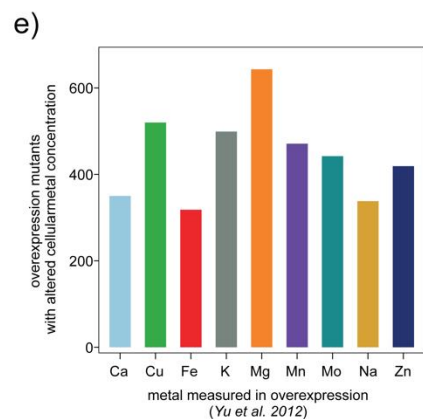 e)
overexpression mutants
with altered cellularmetal concentration
600
400
200
0
Ca Cu Fe K Mg Mn Mo Na Zn
metal measured in overexpression
(Yu et al. 2012)